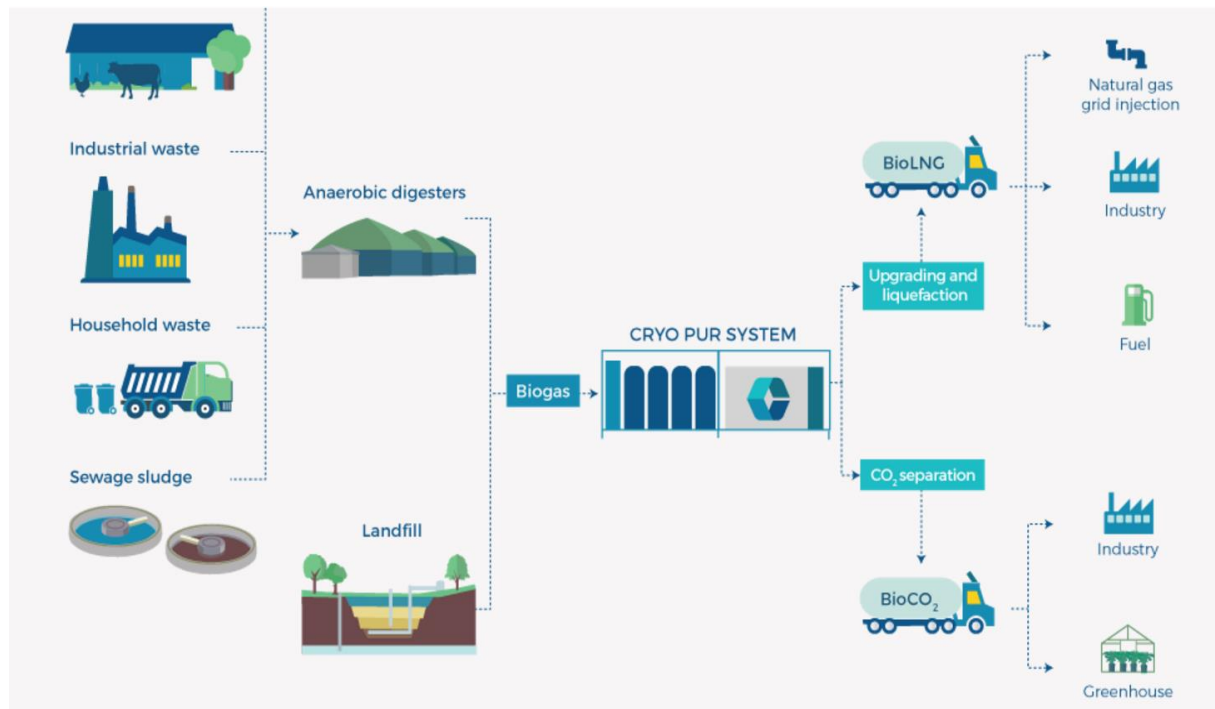 Industrial waste
Anaerobic digesters
Household waste
Sewage sludge
Landfill
Biogas
CRYO PUR SYSTEM
Upgrading and
liquefaction
BioLNG
Natural gas
grid injection
Industry
Fuel
CO₂ separation
BioCO₂
Industry
Greenhouse